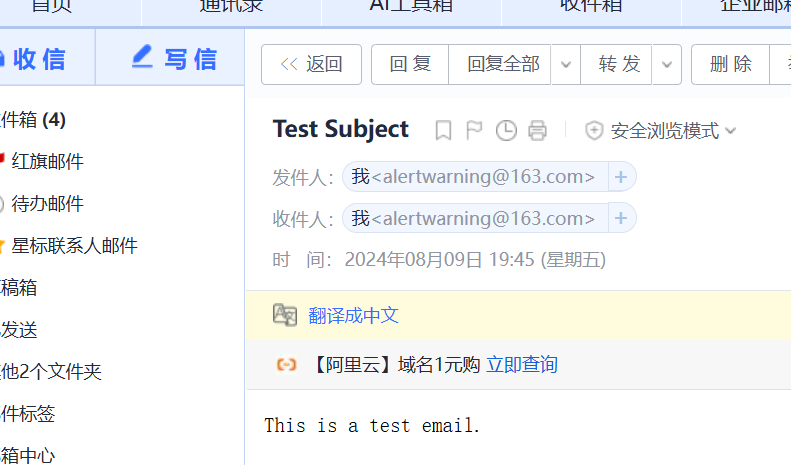 首页 通讯录 AI工具箱 收件箱 企业邮箱
收信 写信
<< 返回 回复 回复全部 转发 删除
件箱 (4)
Test Subject 安全浏览模式
红旗邮件
发件人： 我<alertwarning@163.com> +
待办邮件
收件人： 我<alertwarning@163.com> +
星标联系人邮件
时 间： 2024年08月09日 19:45 (星期五)
稿箱
翻译成中文
发送
【阿里云】域名1元购 立即查询
他2个文件夹
件标签
This is a test email.
箱中心